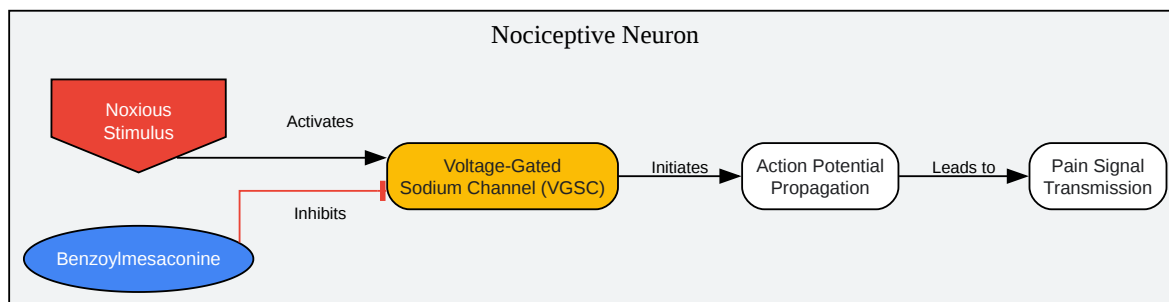 Nociceptive Neuron
Noxious
Stimulus
Activates
Voltage-Gated
Sodium Channel (VGSC)
Initiates
Action Potential
Propagation
Leads to
Pain Signal
Transmission
Inhibits
Benzoylmesaconine